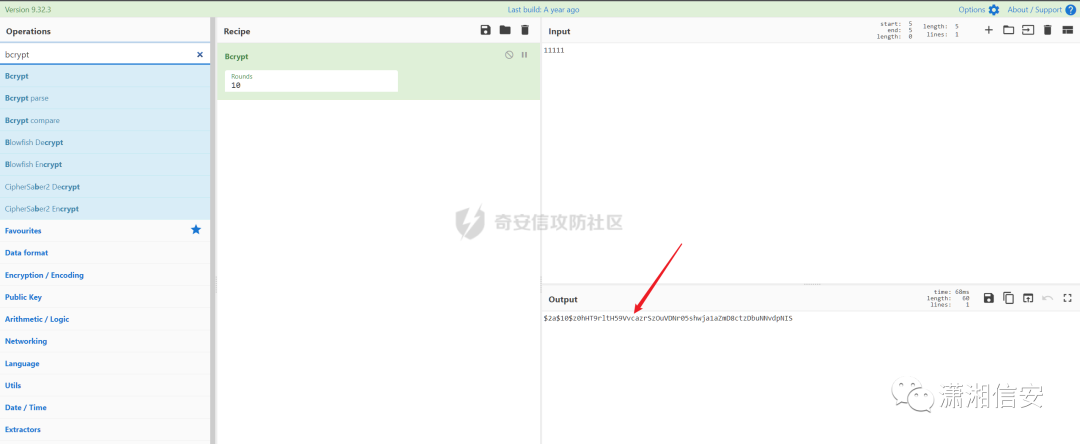 Version 9.32.3
Last build: A year ago
Options
About / Support
Operations
Recipe
Input
start: 5
end: 5
length: 0
length: 5
lines: 1
bcrypt
Bcrypt
Rounds
10
11111
Bcrypt
Bcrypt parse
Bcrypt compare
Blowfish Decrypt
Blowfish Encrypt
CipherSaber2 Decrypt
CipherSaber2 Encrypt
Favourites
Data format
Encryption / Encoding
Public Key
Arithmetic / Logic
Networking
Language
Utils
Date / Time
Extractors
奇安信攻防社区
Output
time: 68ms
length: 60
lines: 1
潇湘信安